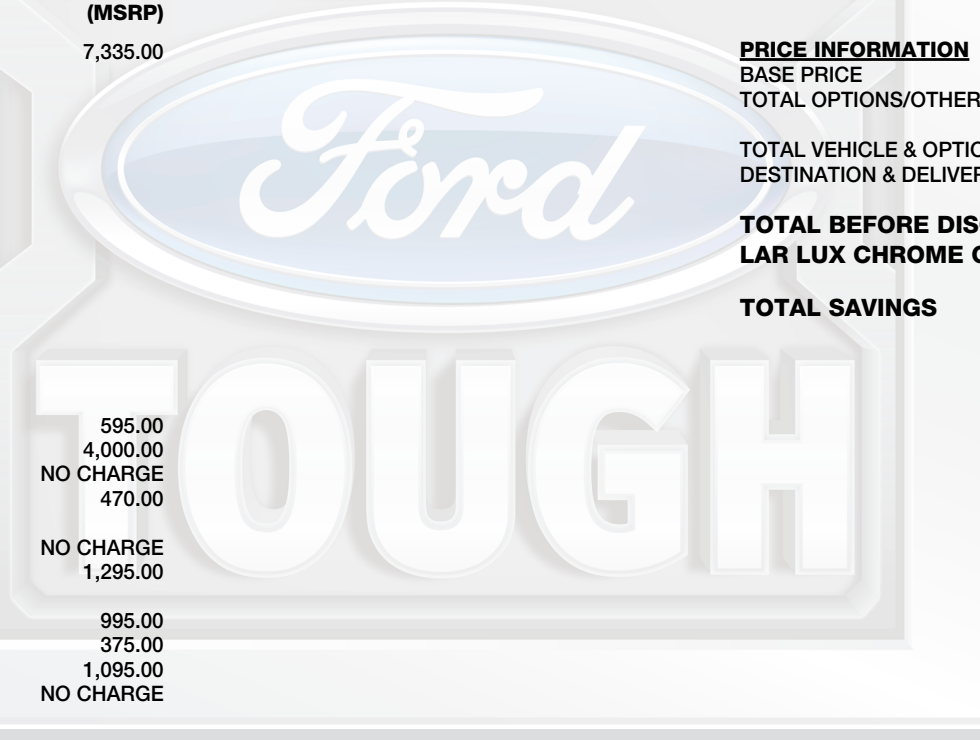 (MSRP)
7,335.00
595.00
4,000.00
NO CHARGE
470.00
NO CHARGE
1,295.00
995.00
375.00
1,095.00
NO CHARGE
PRICE INFORMATION
BASE PRICE
TOTAL OPTIONS/OTHER
TOTAL VEHICLE & OPTIO
DESTINATION & DELIVER
TOTAL BEFORE DIS
LAR LUX CHROME
TOTAL SAVINGS
Ford
TOUGH